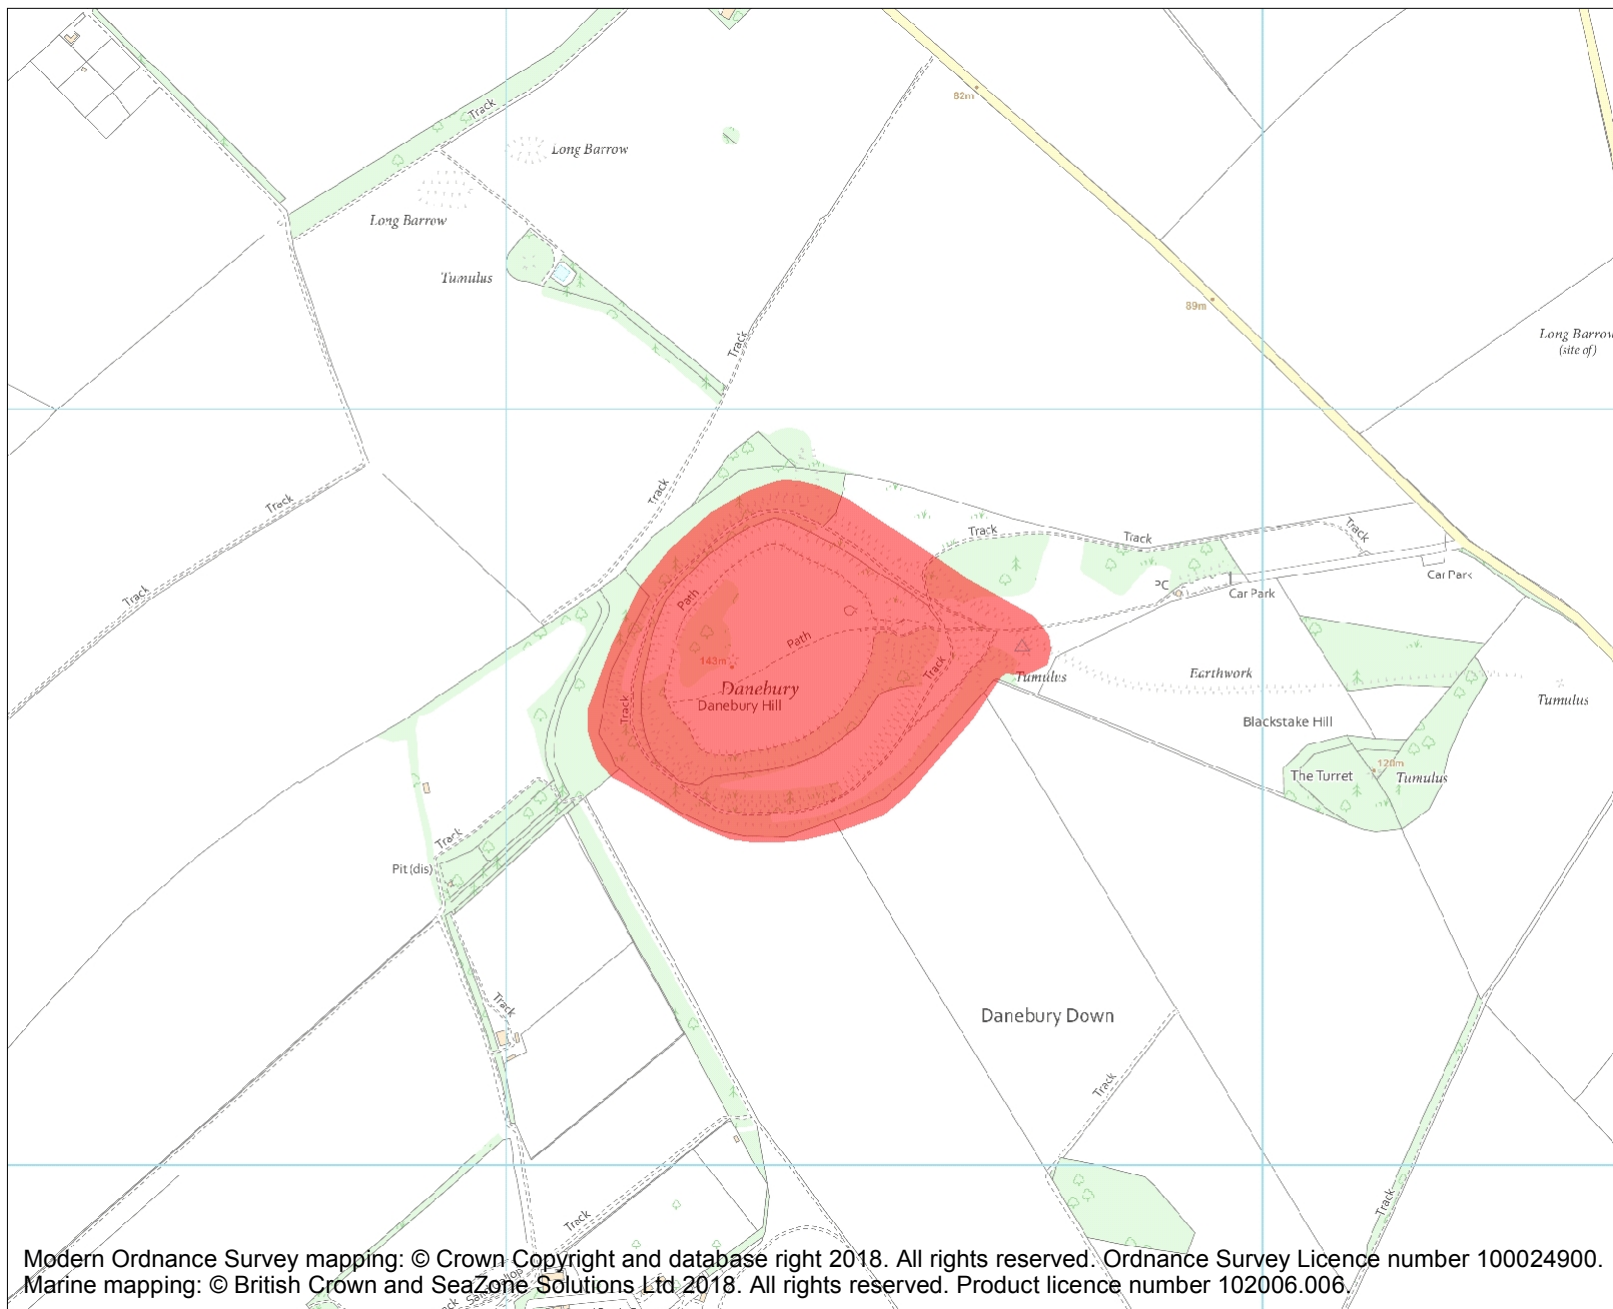 Track
82m
Long Barrow
Long Barrow
Tumulus
89m
Track
Long Barrow
(site of)
Track
Track
Track
Track
Track
Track
PC
Car Park
Car Park
Path
Path
143m
Track
Tumulus
Earthwork
Danebury
Danebury Hill
Track
Tumulus
Blackstake Hill
The Turret
128m
Tumulus
Track
Pit (dis)
Track
Danebury Down
Track
Track
Track
Modern Ordnance Survey mapping: © Crown Copyright and database right 2018. All rights reserved. Ordnance Survey Licence number 100024900.
Marine mapping: © British Crown and SeaZone Solutions Ltd 2018. All rights reserved. Product licence number 102006.006.